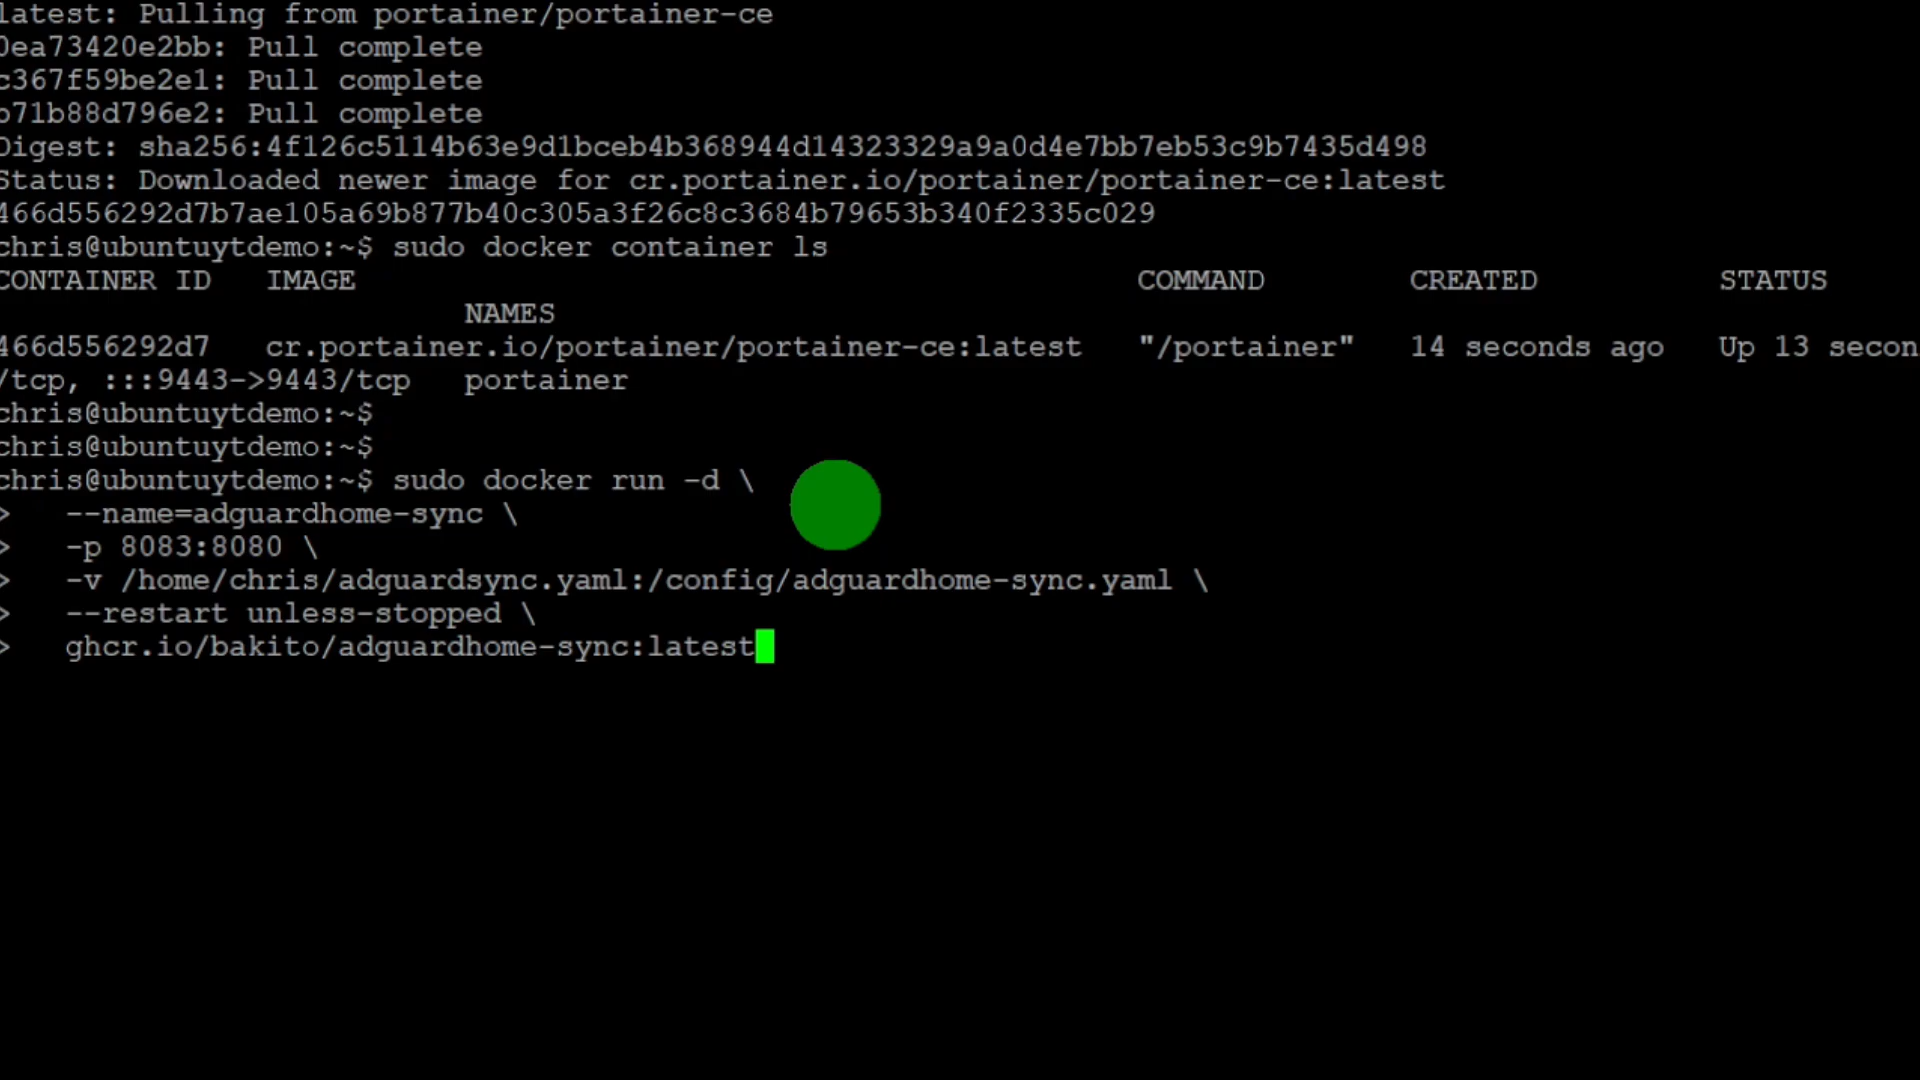 latest: Pulling from portainer/portainer-ce
0ea73420e2bb: Pull complete
c367f59be2e1: Pull complete
b71b88d796e2: Pull complete
Digest: sha256:4f126c5114b63e9d1bceb4b368944d14323329a9a0d4e7bb7eb53c9b7435d498
Status: Downloaded newer image for cr.portainer.io/portainer/portainer-ce:latest
466d556292d7b7ae105a69b877b40c305a3f26c8c3684b79653b340f2335c029
chris@ubuntuytdemo:~$ sudo docker container ls
CONTAINER ID   IMAGE   COMMAND   CREATED   STATUS
NAMES
466d556292d7   cr.portainer.io/portainer/portainer-ce:latest   "/portainer"   14 seconds ago   Up 13 secon
/tcp, :::9443->9443/tcp   portainer
chris@ubuntuytdemo:~$
chris@ubuntuytdemo:~$
chris@ubuntuytdemo:~$ sudo docker run -d \
>   --name=adguardhome-sync \
>   -p 8083:8080 \
>   -v /home/chris/adguardsync.yaml:/config/adguardhome-sync.yaml \
>   --restart unless-stopped \
>   ghcr.io/bakito/adguardhome-sync:latest